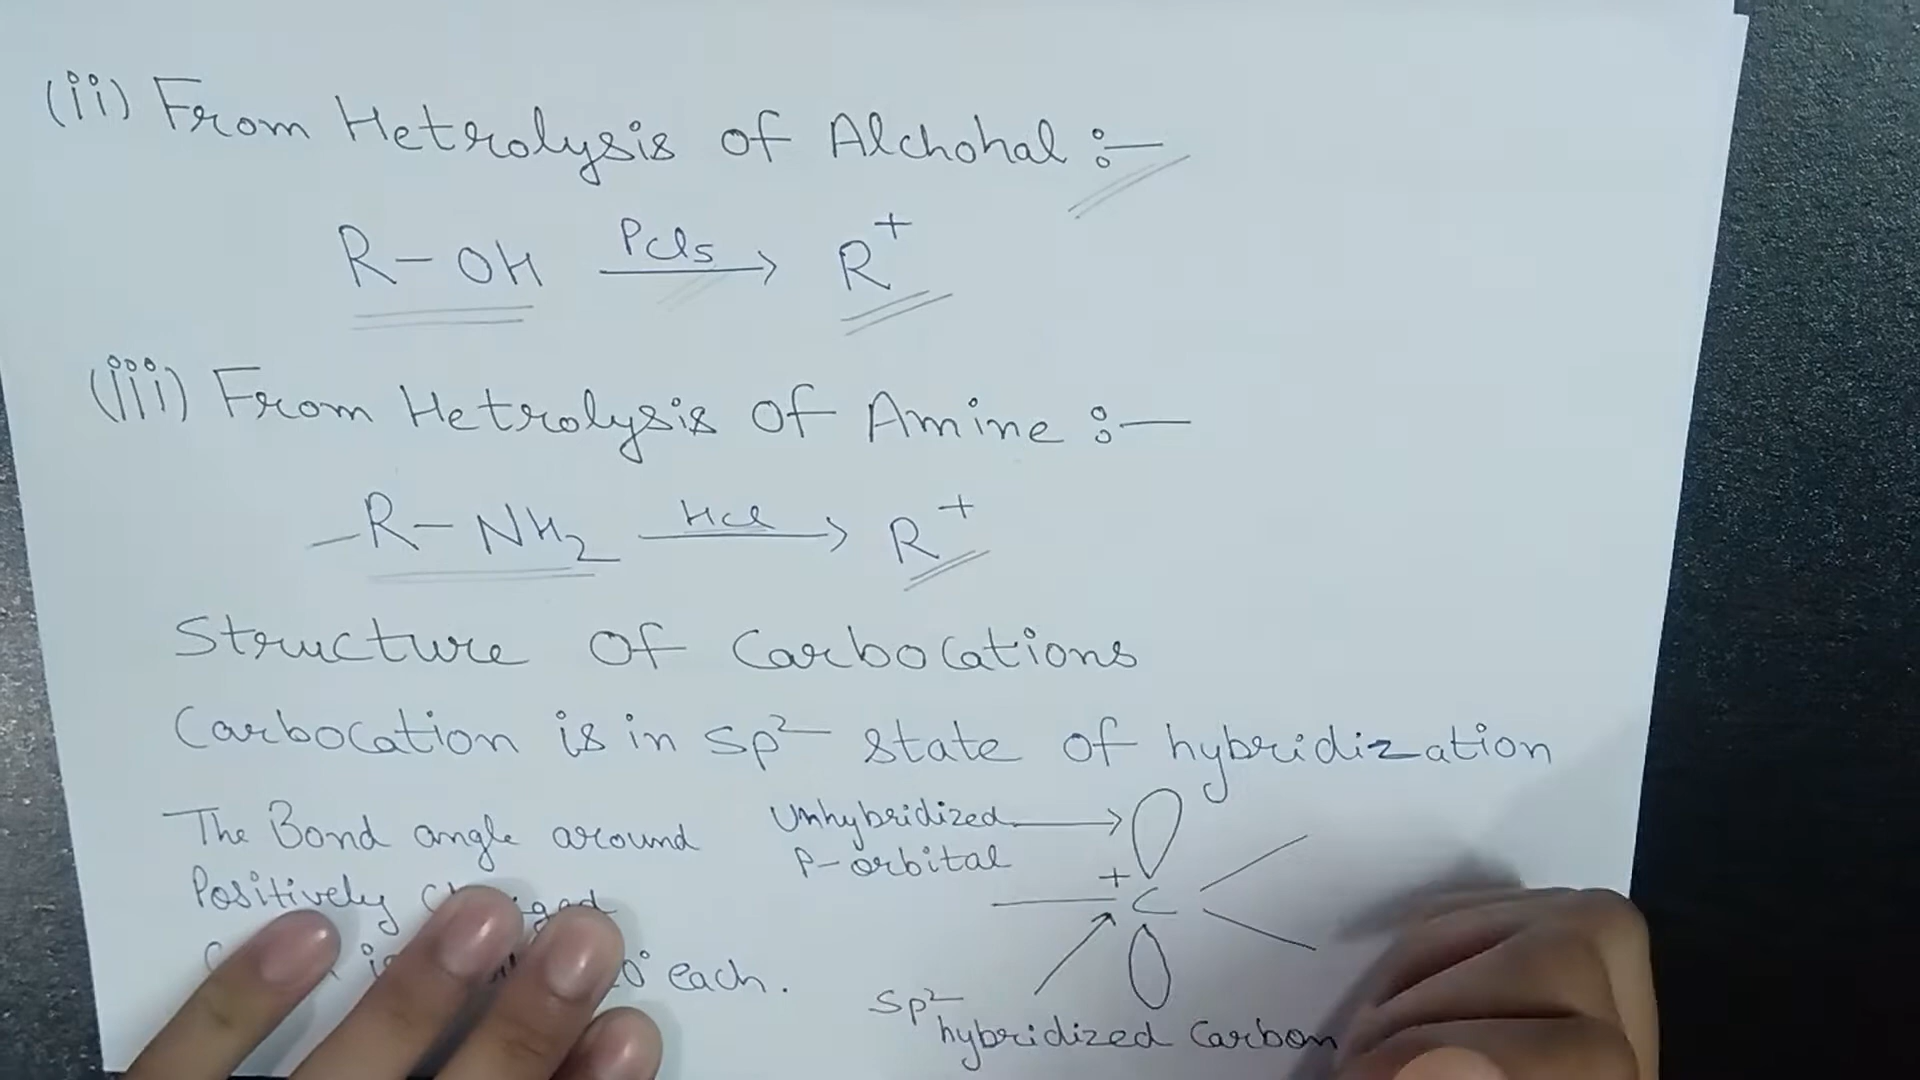 (ii) From Hetrolysis of Alchohal :-
R-OH PCl5 → R+
(iii) From Hetrolysis of Amine :-
-R-NH2 HCl → R+
Structure of Carbocations
Carbocation is in sp2 state of hybridization
The Bond angle around
Positively
each.
Unhybridized →
P-orbital
+
C
sp2
hybridized Carbon